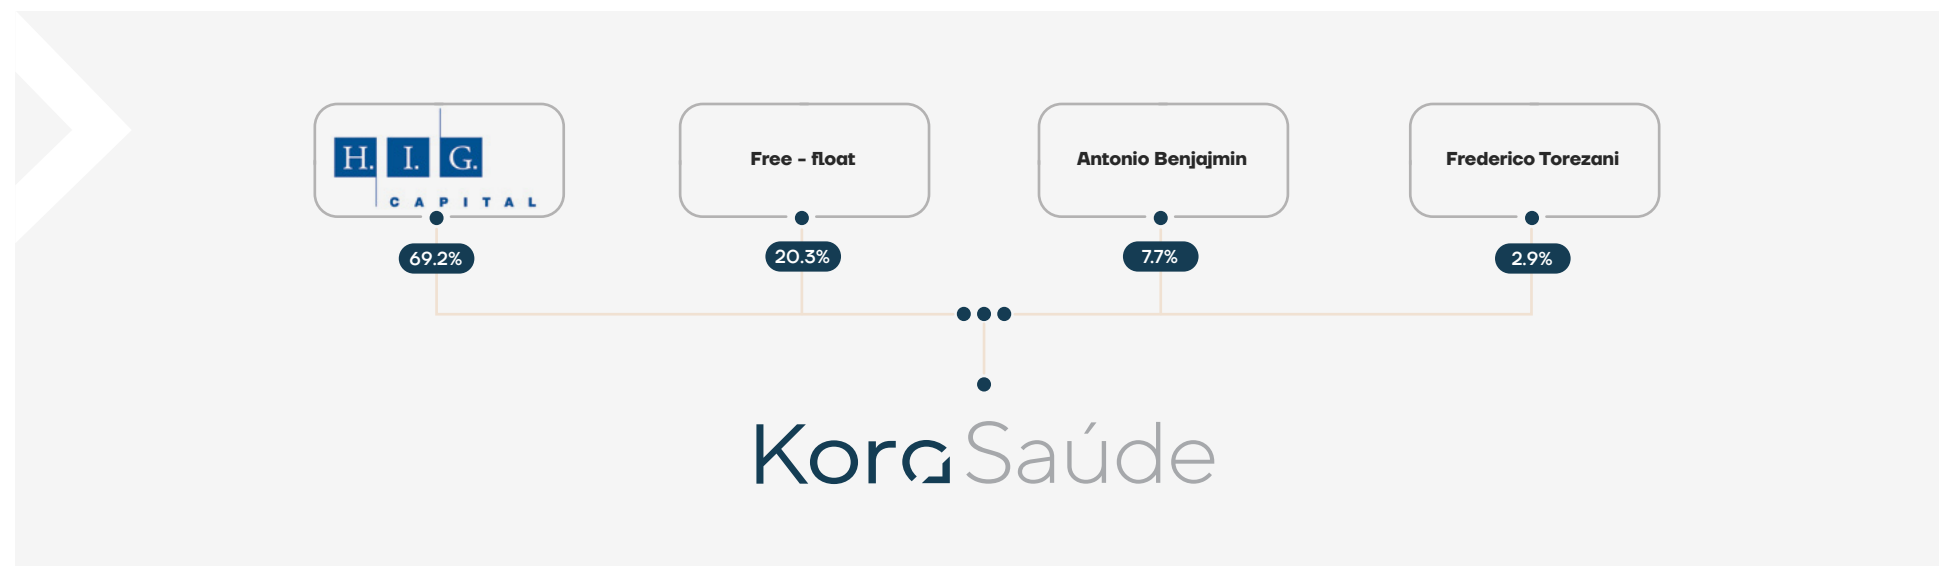 H. I. G.
CAPITAL
Free - float
Antonio Benjajmin
Frederico Torezani
69.2%
20.3%
7.7%
2.9%
Kora Saúde